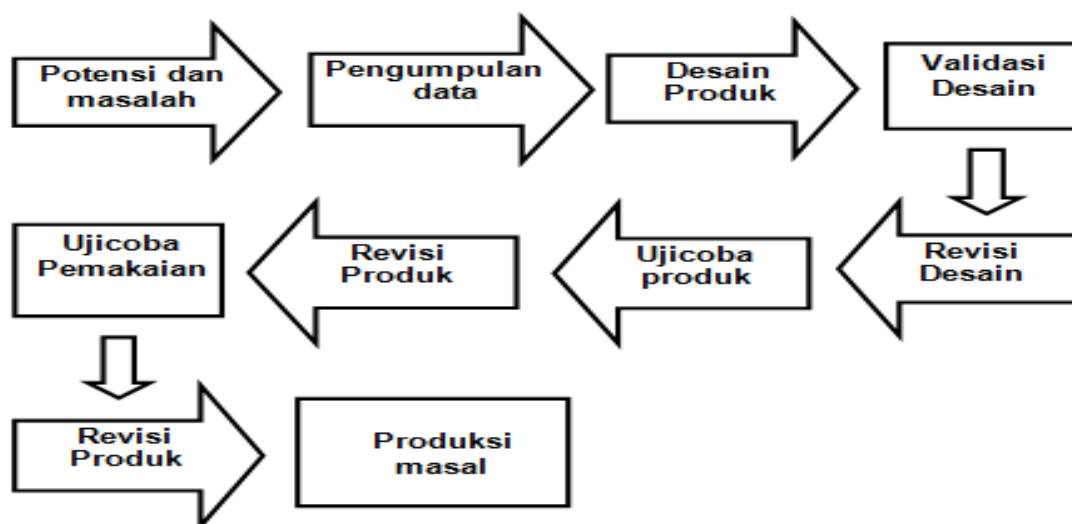 Potensi dan
masalah
Pengumpulan
data
Desain
Produk
Validasi
Desain
Revisi
Desain
Ujicoba
produk
Revisi
Produk
Ujicoba
Pemakaian
Revisi
Produk
Produksi
masal